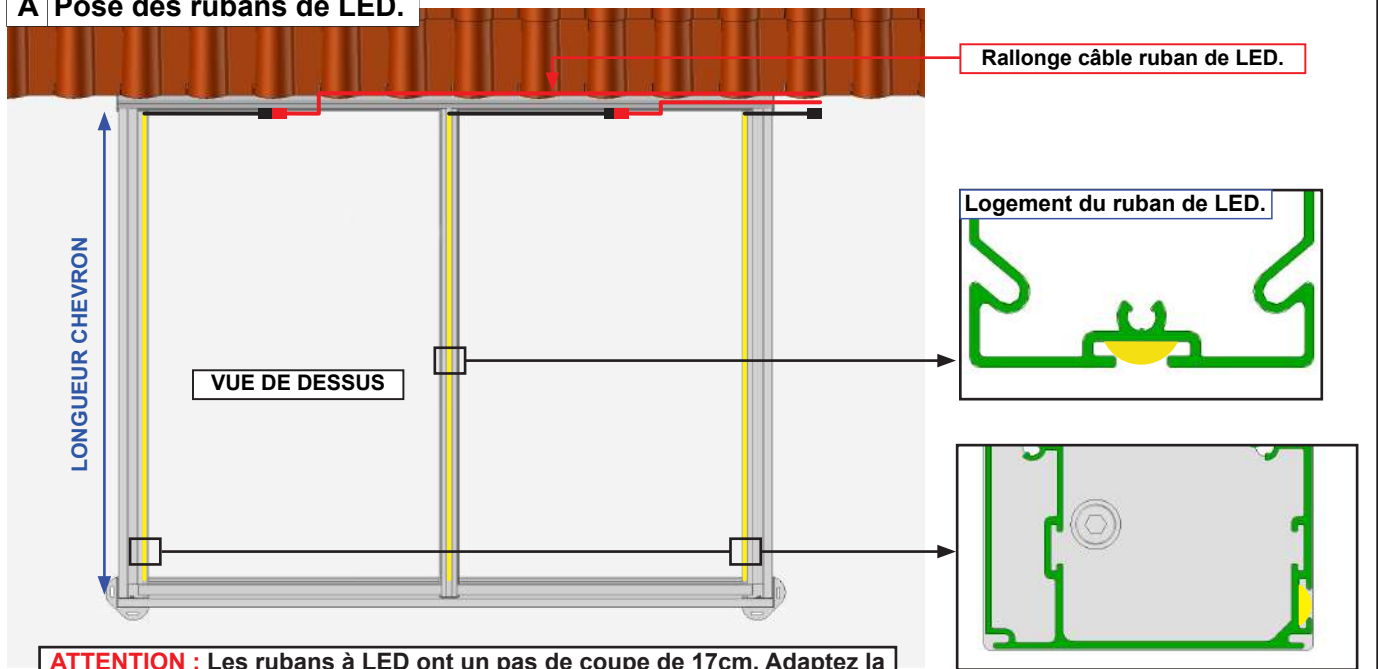 A Pose des rubans de LED.
Rallonge câble ruban de LED.
Logement du ruban de LED.
LONGUEUR CHEVRON
VUE DE DESSUS
ATTENTION : Les rubans à LED ont un pas de coupe de 17cm. Adaptez la